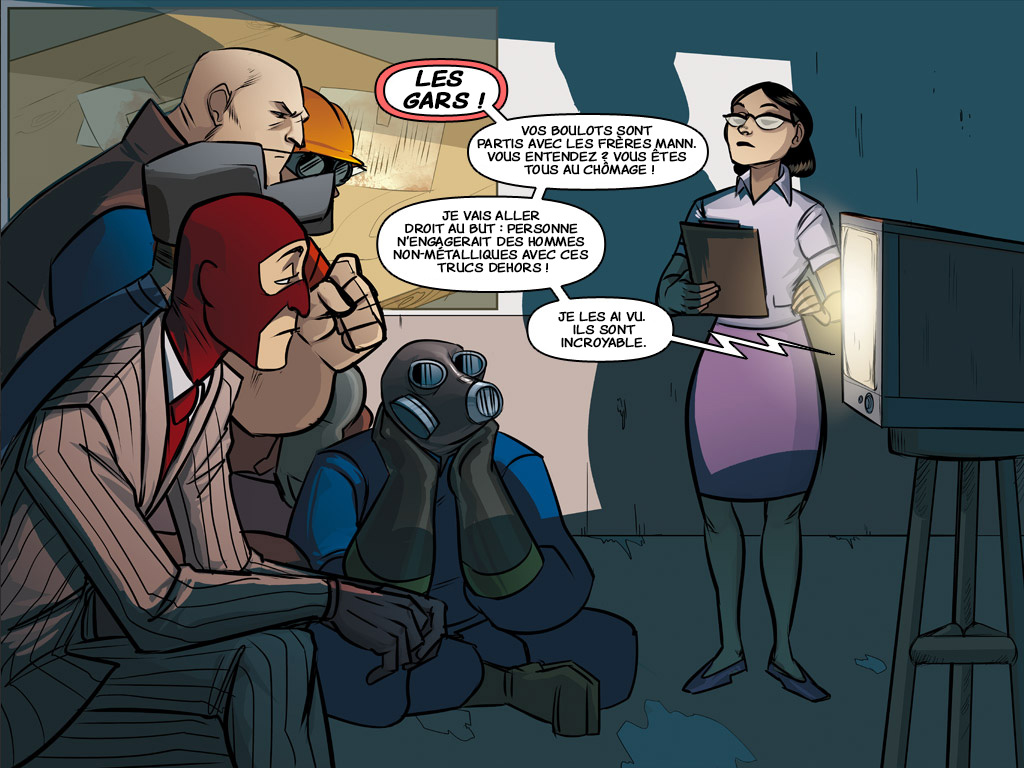 LES
GARS !
VOS BOULOTS SONT
PARTIS AVEC LES FRÈRES MANN.
VOUS ENTENDEZ ? VOUS ÊTES
TOUS AU CHÔMAGE !
JE VAIS ALLER
DROIT AU BUT : PERSONNE
N'ENGAGERAIT DES HOMMES
NON-MÉTALLIQUES AVEC CES
TRUCS DEHORS !
JE LES AI VU.
ILS SONT
INCROYABLE.